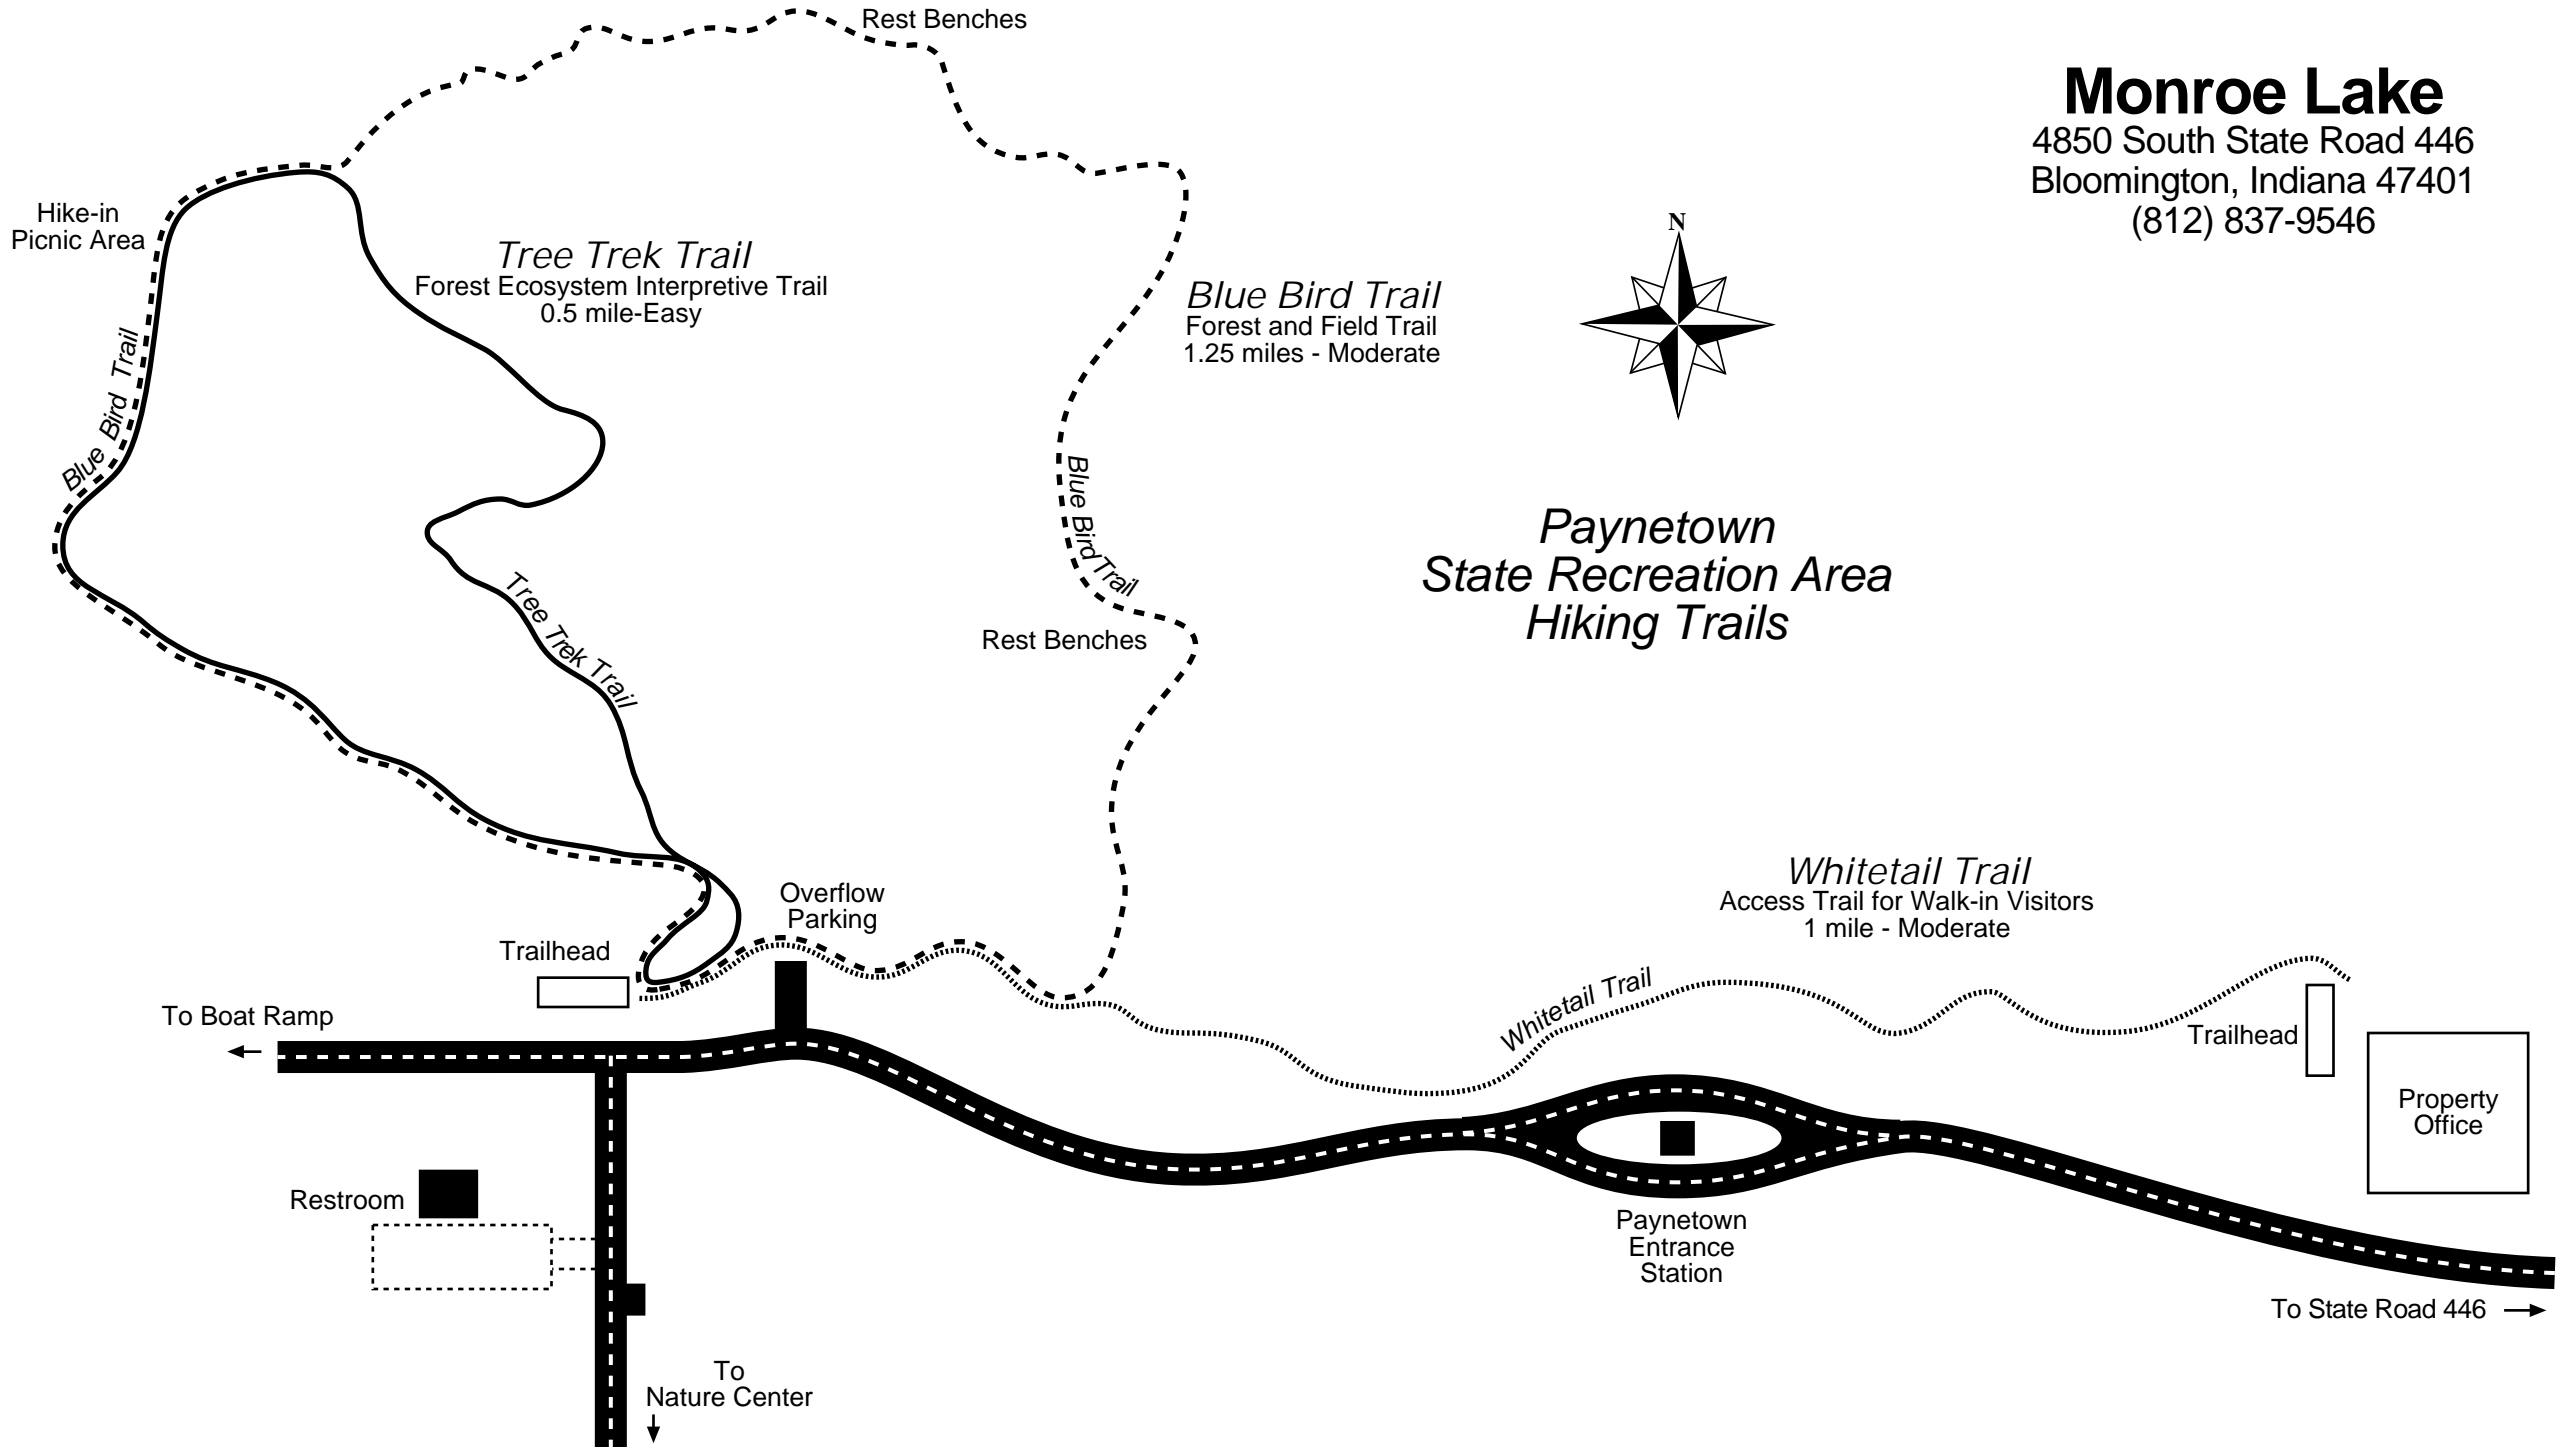 Rest Benches
Monroe Lake
4850 South State Road 446
Bloomington, Indiana 47401
(812) 837-9546
Hike-in
Picnic Area
N
Tree Trek Trail
Forest Ecosystem Interpretive Trail
0.5 mile-Easy
Blue Bird Trail
Forest and Field Trail
1.25 miles - Moderate
Blue Bird Trail
Blue Bird Trail
Paynetown
State Recreation Area
Hiking Trails
Tree Trek Trail
Rest Benches
Whitetail Trail
Access Trail for Walk-in Visitors
1 mile - Moderate
Overflow
Parking
Trailhead
Whitetail Trail
To Boat Ramp
Trailhead
Property
Office
Restroom
Paynetown
Entrance
Station
To State Road 446
To
Nature Center